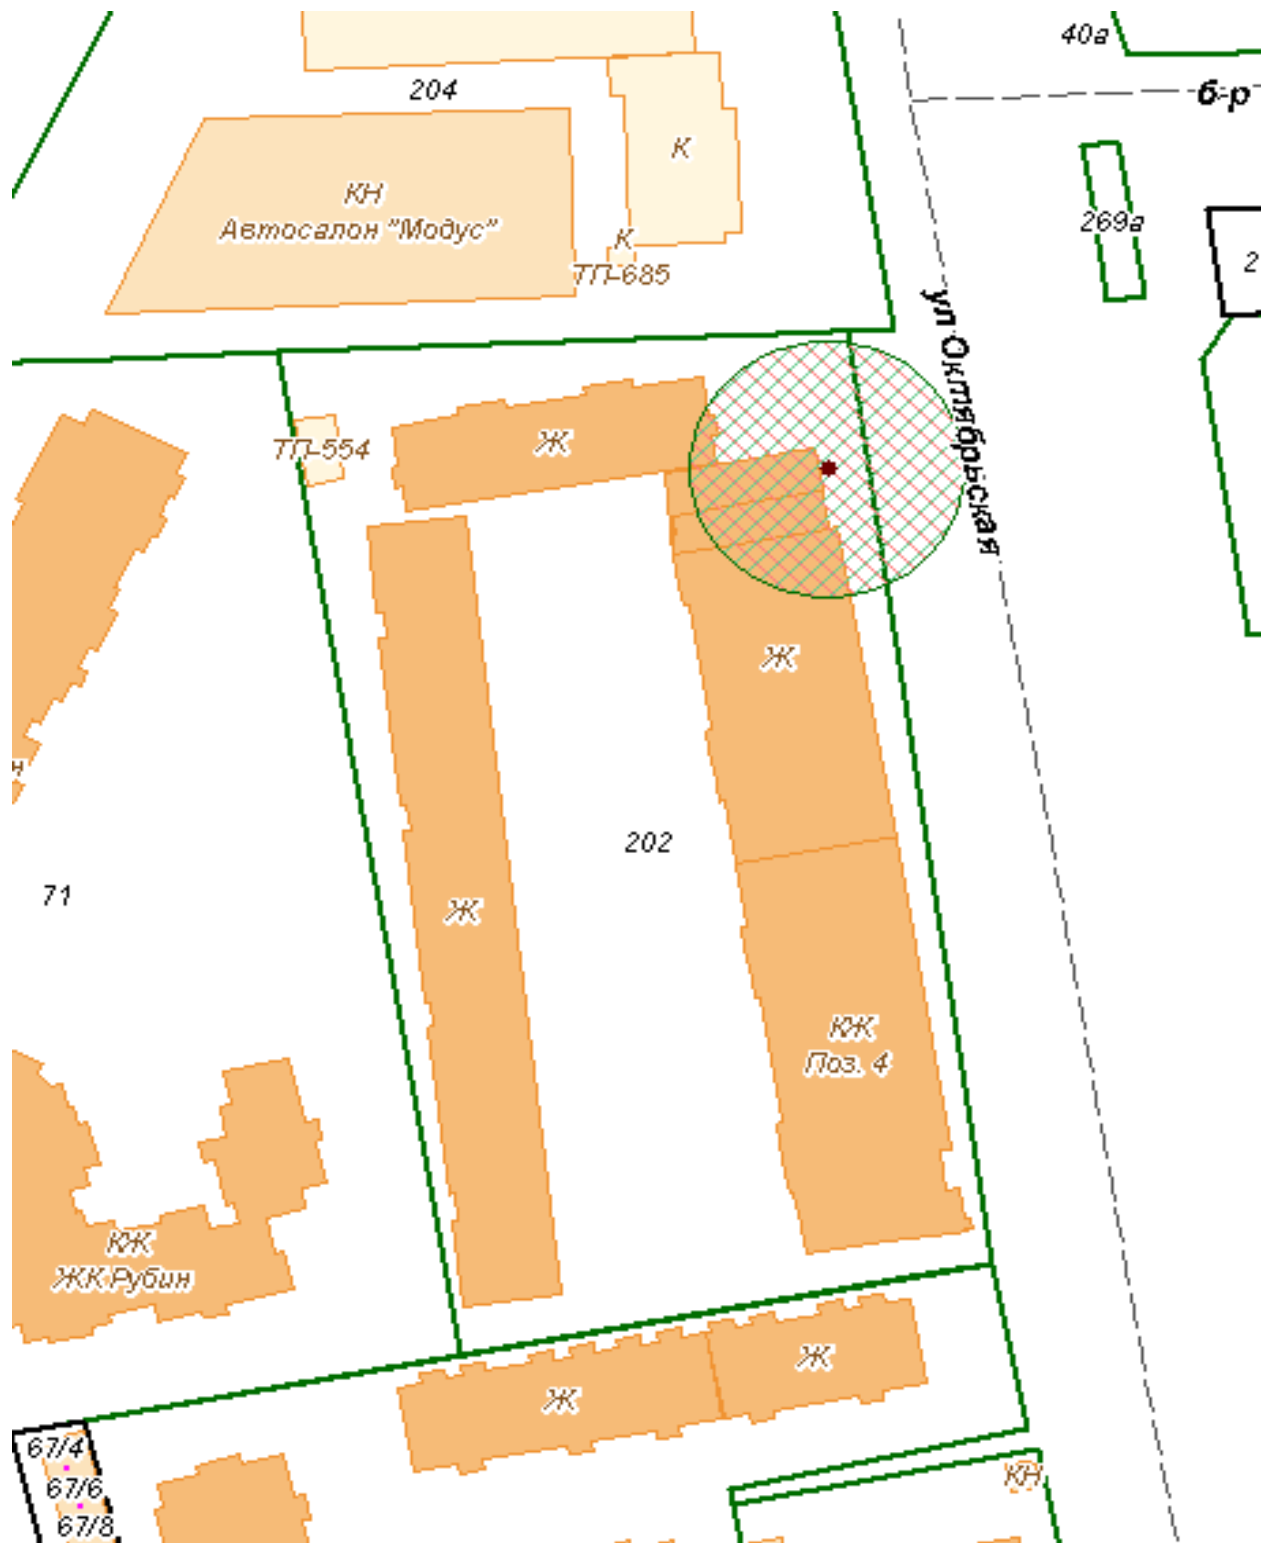 40а
204
б-р
К
КН
Автосалон "Модус"
269а
К
ТП-685
2
ул Октябрьская
Ж
ТП-554
Ж
н
202
71
Ж
КЖ
Поз. 4
КЖ
ЖК Рубин
Ж
Ж
67/4
КН
67/6
67/8